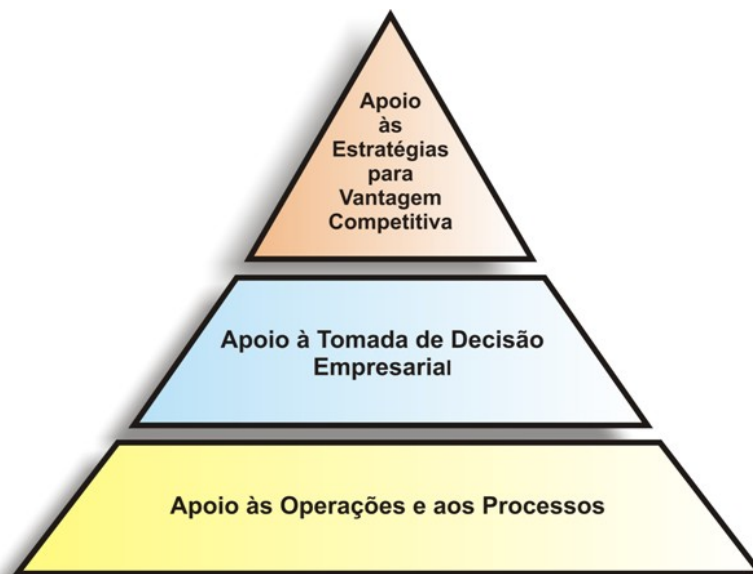 Apoio
às
Estratégias
para
Vantagem
Competitiva
Apoio à Tomada de Decisão
Empresarial
Apoio às Operações e aos Processos